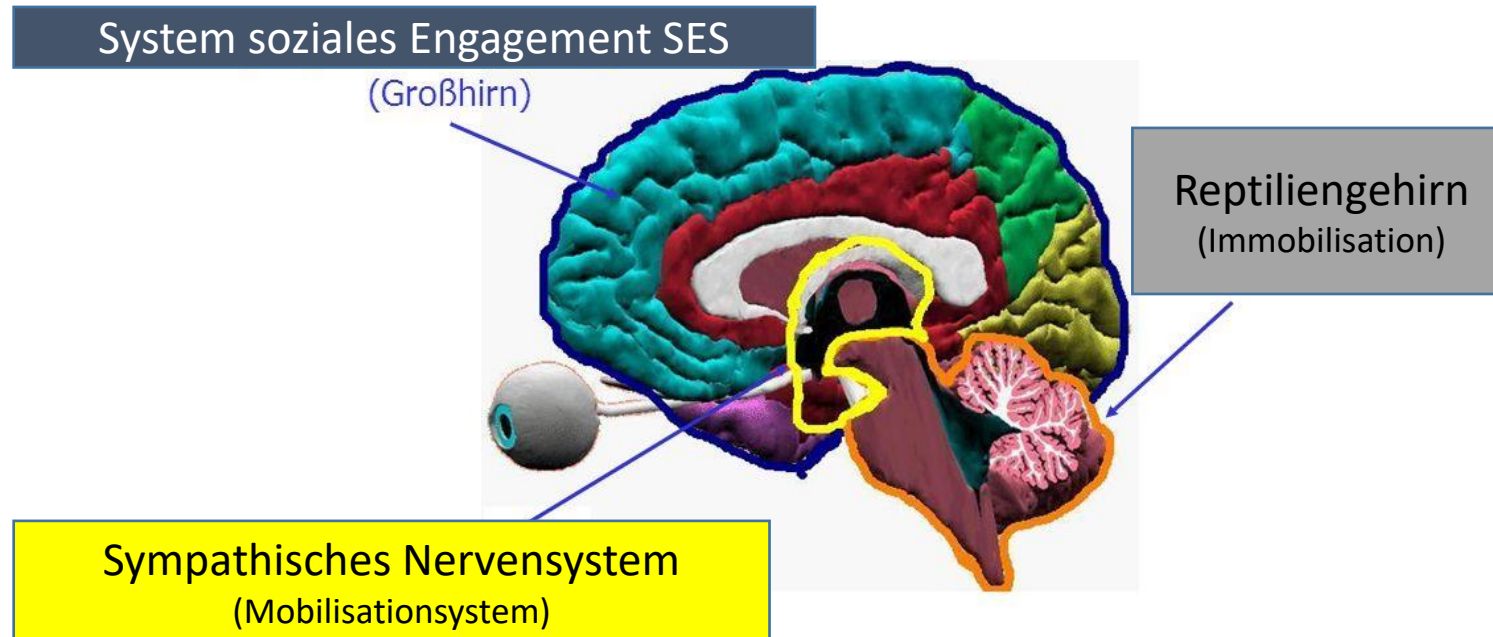 System soziales Engagement SES
(Großhirn)
Reptiliengehirn
(Immobilisation)
Sympathisches Nervensystem
(Mobilisationsystem)